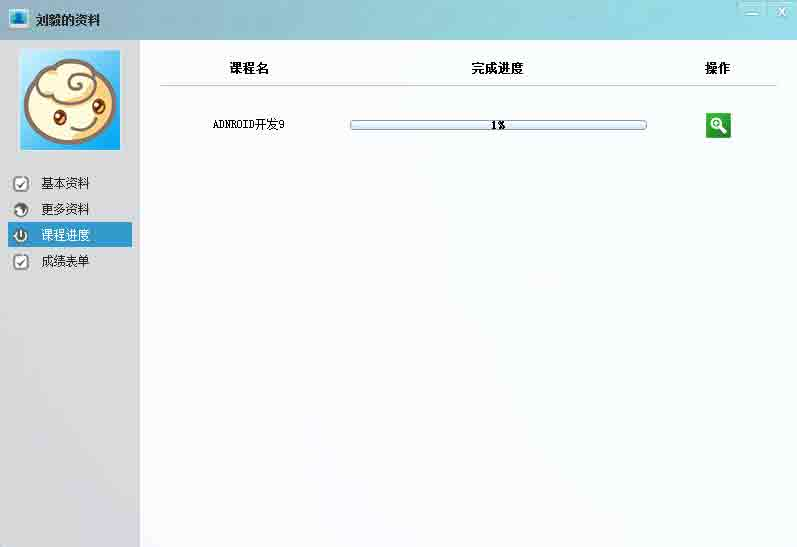 刘毅的资料
课程名 完成进度 操作
ADNROID开发9 1%
基本资料
更多资料
课程进度
成绩表单